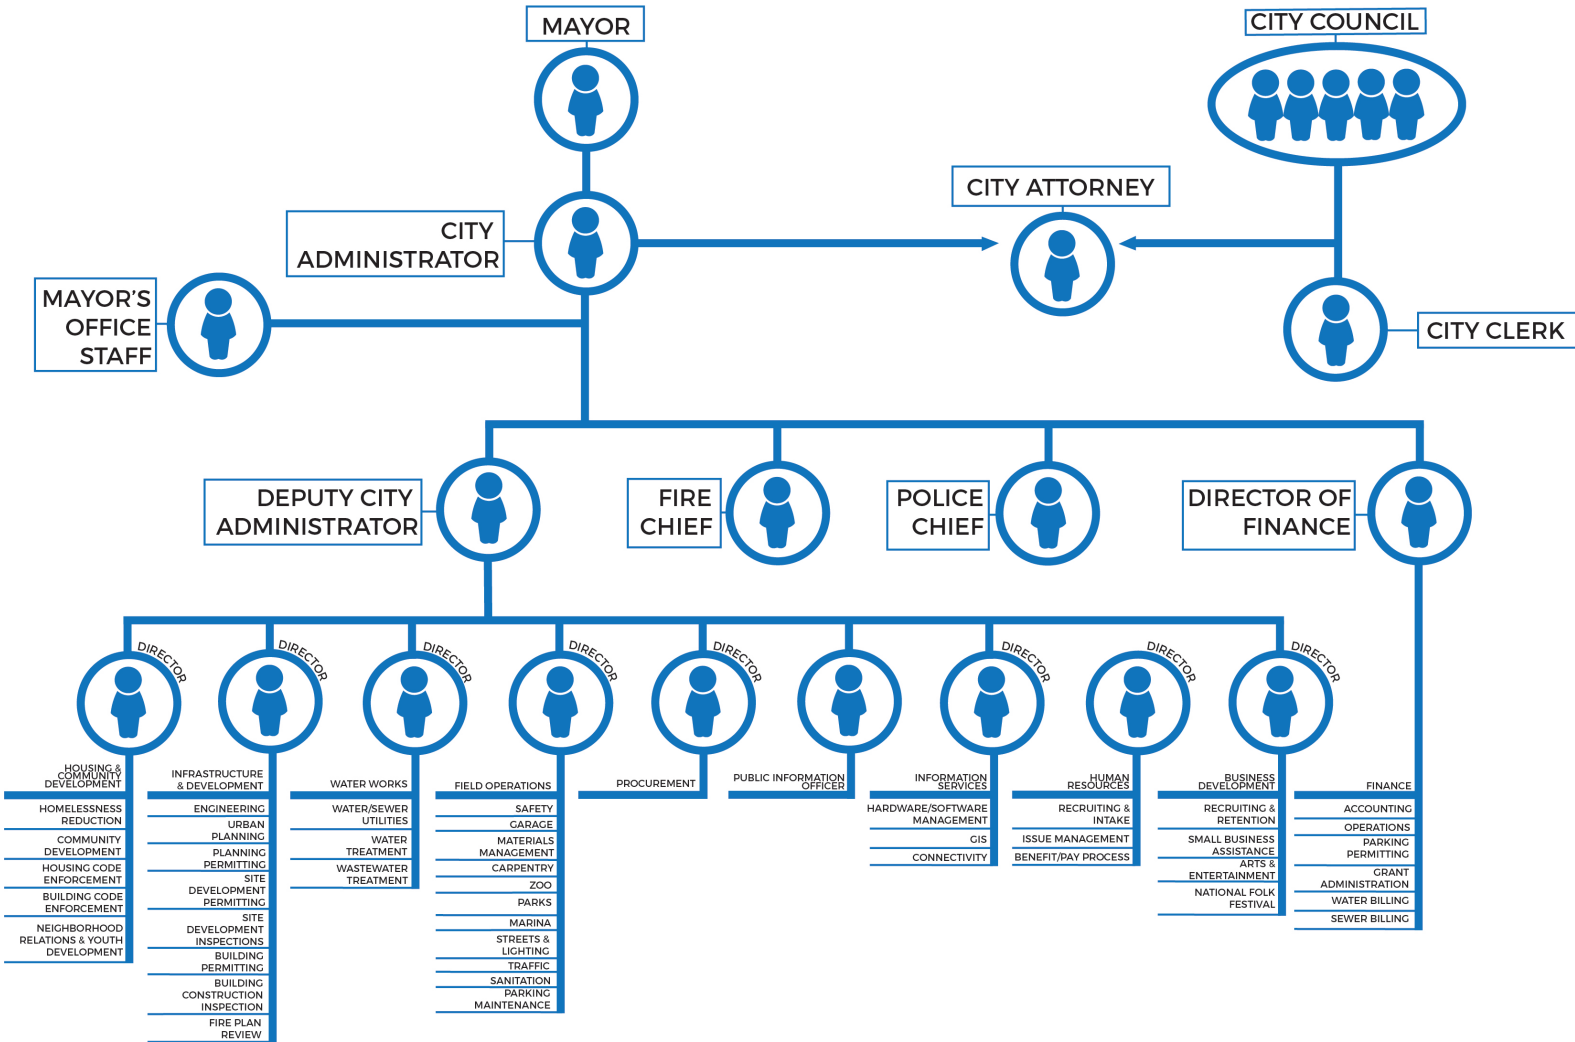 MAYOR
CITY COUNCIL
CITY ATTORNEY
CITY
ADMINISTRATOR
MAYOR'S
OFFICE
STAFF
CITY CLERK
DEPUTY CITY
ADMINISTRATOR
FIRE
CHIEF
POLICE
CHIEF
DIRECTOR OF
FINANCE
DIRECTOR
DIRECTOR
DIRECTOR
DIRECTOR
DIRECTOR
DIRECTOR
DIRECTOR
DIRECTOR
HOUSING &
COMMUNITY
DEVELOPMENT
HOMELESSNESS
REDUCTION
COMMUNITY
DEVELOPMENT
HOUSING CODE
ENFORCEMENT
BUILDING CODE
ENFORCEMENT
NEIGHBORHOOD
RELATIONS & YOUTH
DEVELOPMENT
INFRASTRUCTURE
& DEVELOPMENT
ENGINEERING
URBAN
PLANNING
PLANNING
PERMITTING
SITE
DEVELOPMENT
PERMITTING
SITE
DEVELOPMENT
INSPECTIONS
BUILDING
PERMITTING
BUILDING
CONSTRUCTION
INSPECTION
FIRE PLAN
REVIEW
WATER WORKS
WATER/SEWER
UTILITIES
WATER
TREATMENT
WASTEWATER
TREATMENT
FIELD OPERATIONS
SAFETY
GARAGE
MATERIALS
MANAGEMENT
CARPENTRY
ZOO
PARKS
MARINA
STREETS &
LIGHTING
TRAFFIC
SANITATION
PARKING
MAINTENANCE
PROCUREMENT
PUBLIC INFORMATION
OFFICER
INFORMATION
SERVICES
HARDWARE/SOFTWARE
MANAGEMENT
GIS
CONNECTIVITY
HUMAN
RESOURCES
RECRUITING &
INTAKE
ISSUE MANAGEMENT
BENEFIT/PAY PROCESS
BUSINESS
DEVELOPMENT
RECRUITING &
RETENTION
SMALL BUSINESS
ASSISTANCE
ARTS &
ENTERTAINMENT
NATIONAL FOLK
FESTIVAL
FINANCE
ACCOUNTING
OPERATIONS
PARKING
PERMITTING
GRANT
ADMINISTRATION
WATER BILLING
SEWER BILLING